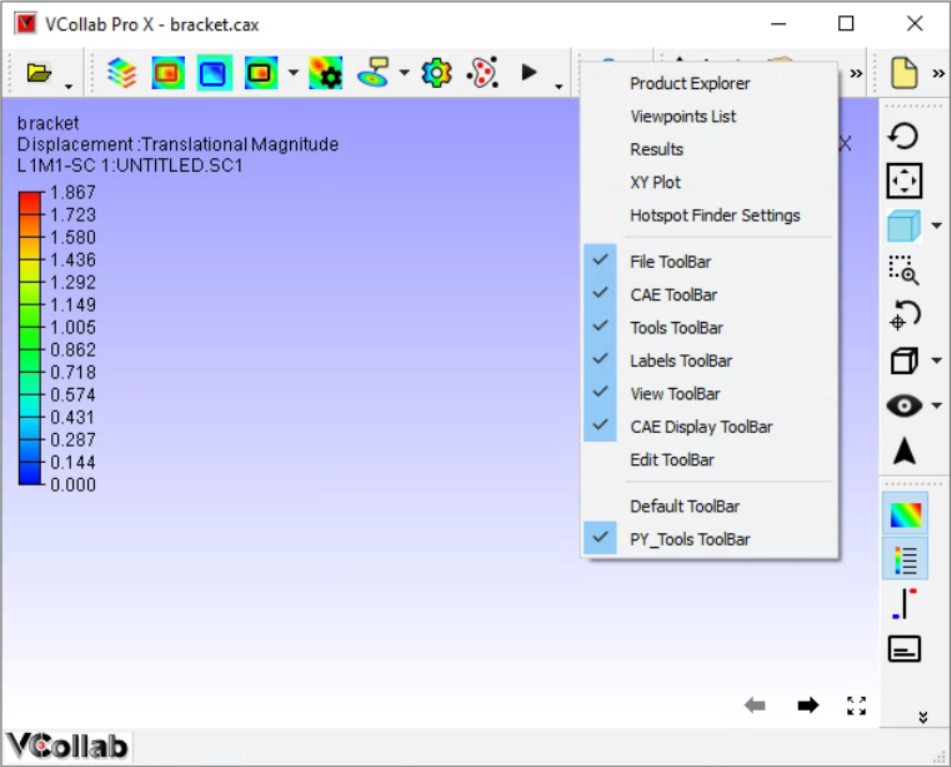 VCollab Pro X - bracket.cax
bracket
Displacement :Translational Magnitude
L1M1-SC 1:UNTITLED.SC1
1.867
1.723
1.580
1.436
1.292
1.149
1.005
0.862
0.718
0.574
0.431
0.287
0.144
0.000
X
Product Explorer
Viewpoints List
Results
XY Plot
Hotspot Finder Settings
File ToolBar
CAE ToolBar
Tools ToolBar
Labels ToolBar
View ToolBar
CAE Display ToolBar
Edit ToolBar
Default ToolBar
PY_Tools ToolBar
VCollab